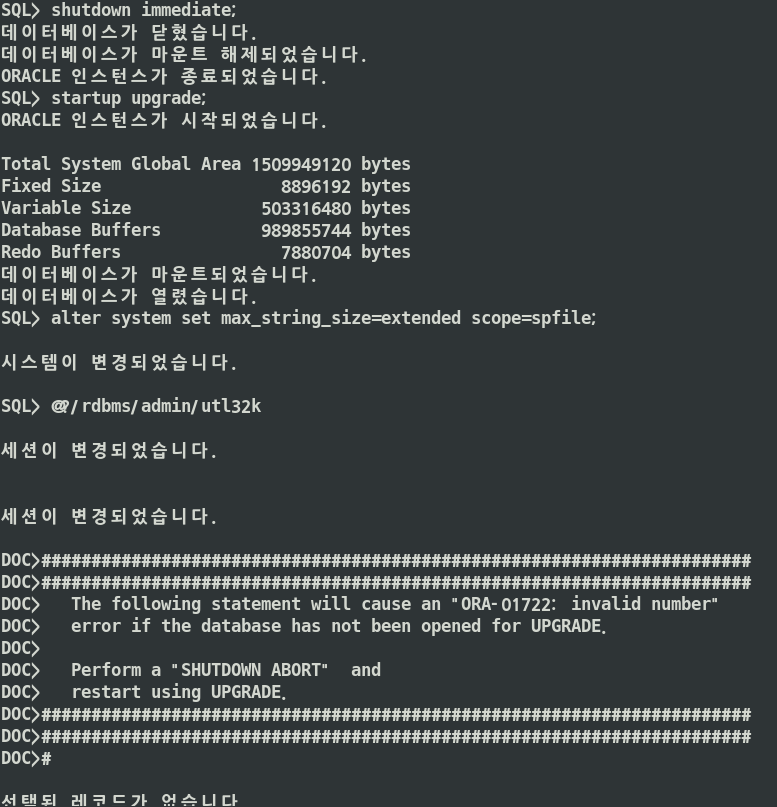 SQL> shutdown immediate;
데이터베이스가 닫혔습니다.
데이터베이스가 마운트 해제되었습니다.
ORACLE 인스턴스가 종료되었습니다.
SQL> startup upgrade;
ORACLE 인스턴스가 시작되었습니다.
Total System Global Area 1509949120 bytes
Fixed Size                  8896192 bytes
Variable Size             503316480 bytes
Database Buffers          989855744 bytes
Redo Buffers                7880704 bytes
데이터베이스가 마운트되었습니다.
데이터베이스가 열렸습니다.
SQL> alter system set max_string_size=extended scope=spfile;
시스템이 변경되었습니다.
SQL> @?/rdbms/admin/utl32k
세션이 변경되었습니다.
세션이 변경되었습니다.
DOC>#######################################################################
DOC>#######################################################################
DOC>   The following statement will cause an "ORA-01722: invalid number"
DOC>   error if the database has not been opened for UPGRADE.
DOC>
DOC>   Perform a "SHUTDOWN ABORT"  and
DOC>   restart using UPGRADE.
DOC>#######################################################################
DOC>#######################################################################
DOC>#
선택된 레코드가 없습니다